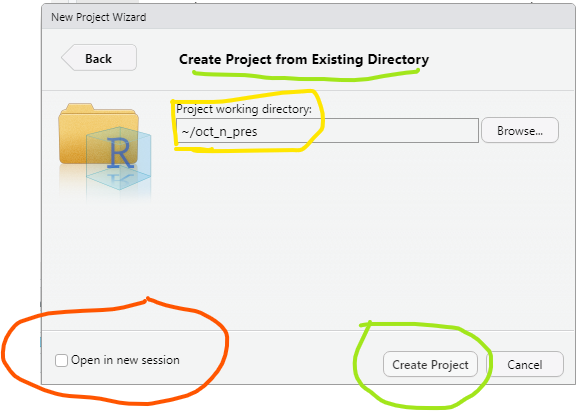 New Project Wizard
Back
Create Project from Existing Directory
Project working directory:
~/oct_n_pres
Browse...
R
Open in new session
Create Project
Cancel